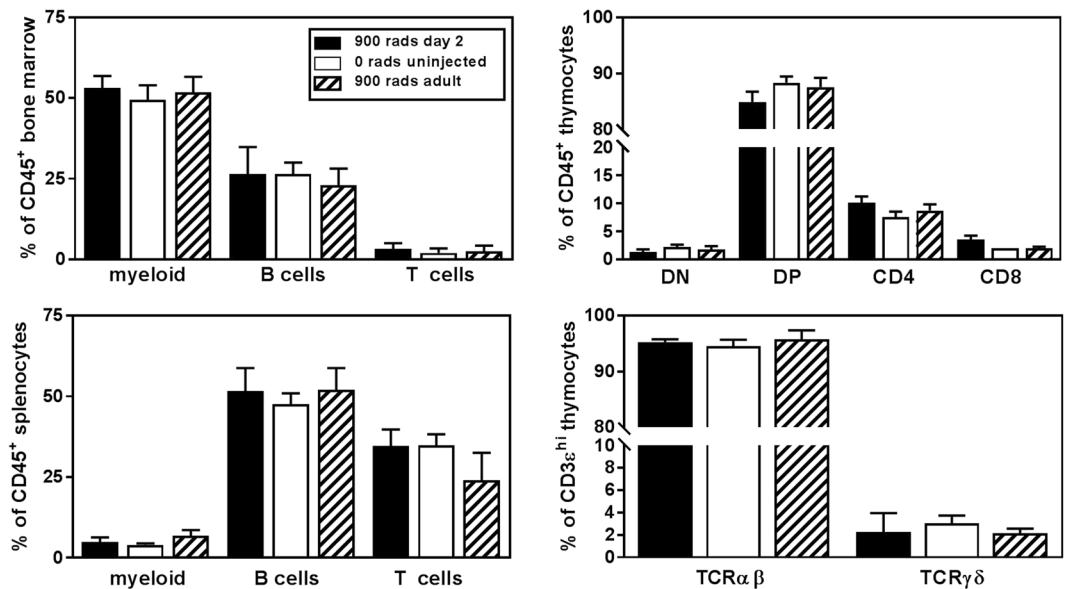 % of CD45+ bone marrow
75
50
25
0
900 rads day 2
0 rads uninjected
900 rads adult
myeloid B cells T cells
% of CD45+ thymocytes
100
90
80
20
15
10
5
0
DN DP CD4 CD8
% of CD45+ splenocytes
75
50
25
0
myeloid B cells T cells
% of CD3εhi thymocytes
100
90
80
10
8
6
4
2
0
TCRα β TCRγδ